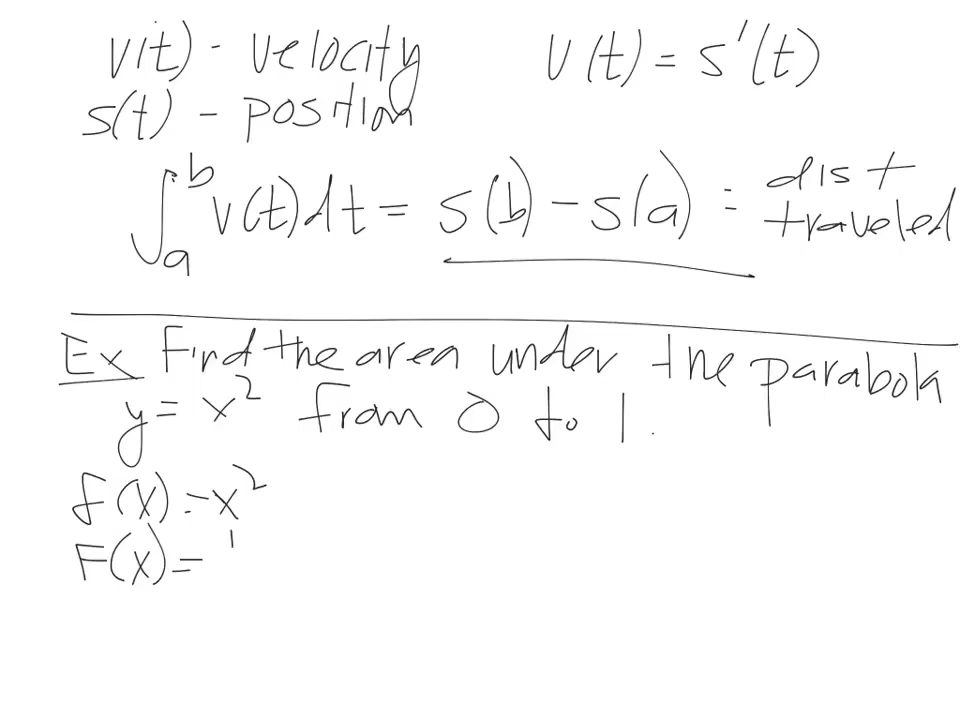 v(t) - velocity v(t) = s'(t)
s(t) - position
∫_a^b v(t)dt = s(b) - s(a) = dist traveled
Ex Find the area under the parabola
y = x² from 0 to 1.
f(x) = x²
F(x) = 1